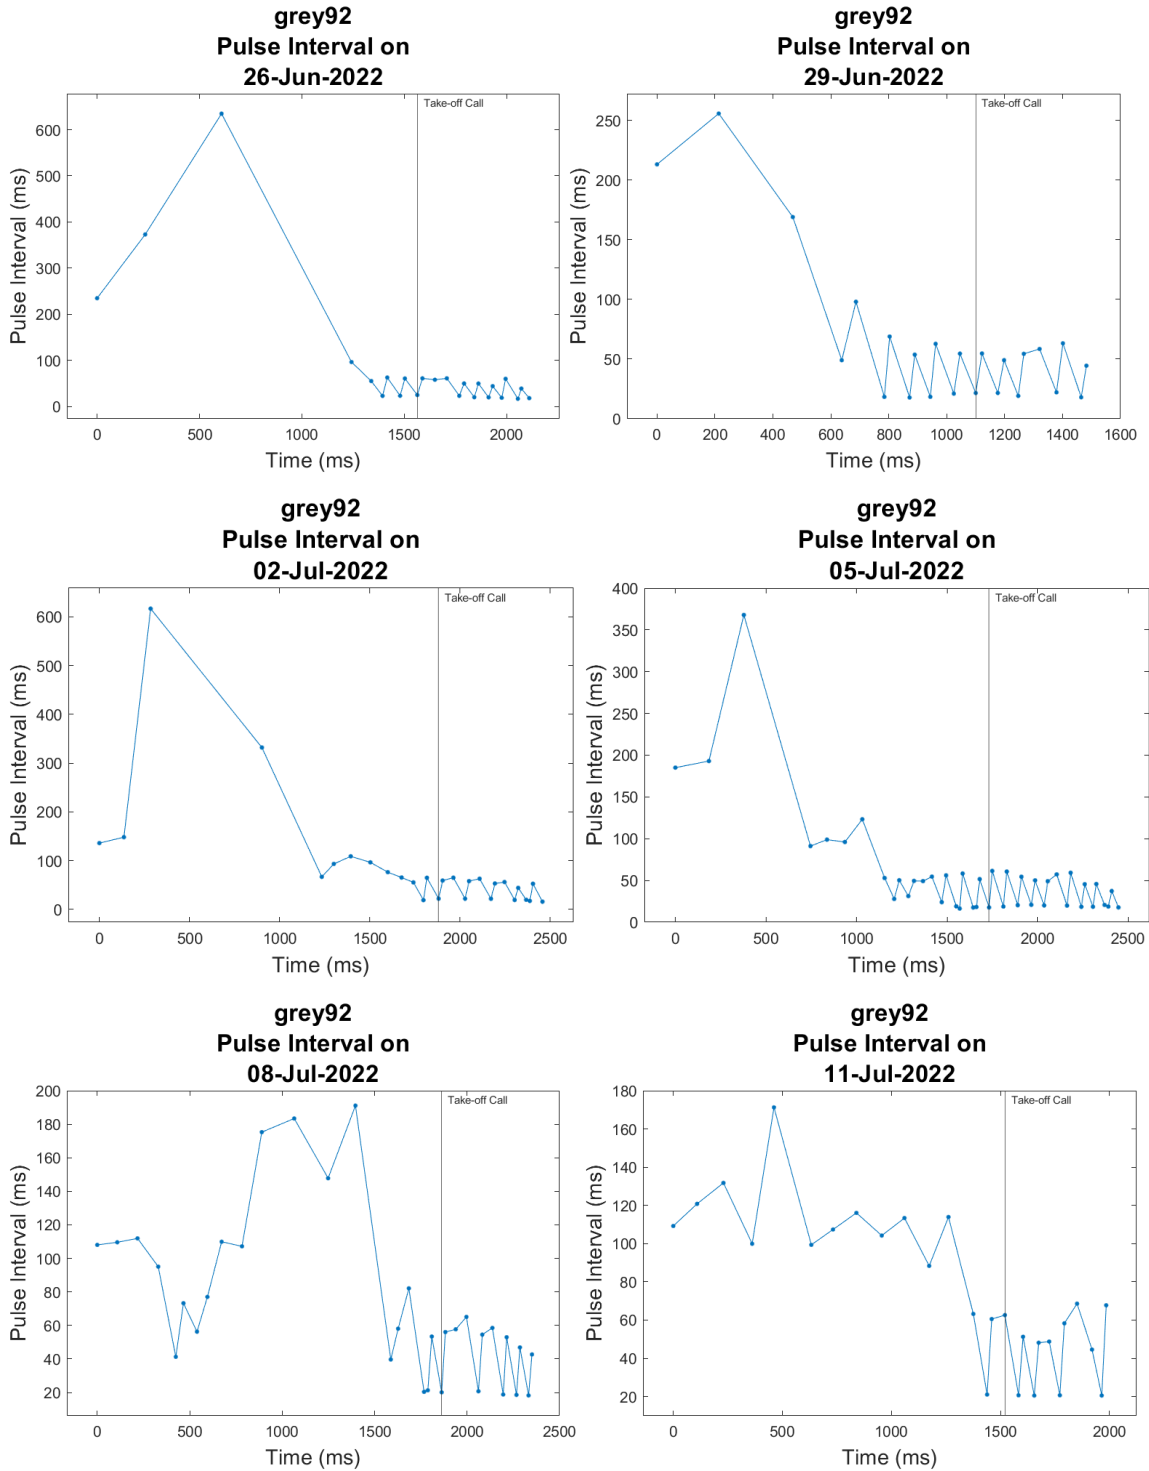 grey92
Pulse Interval on
26-Jun-2022
Take-off Call
600
500
400
300
200
100
0
Pulse Interval (ms)
0 500 1000 1500 2000
Time (ms)
grey92
Pulse Interval on
29-Jun-2022
Take-off Call
250
200
150
100
50
0
Pulse Interval (ms)
0 200 400 600 800 1000 1200 1400 1600
Time (ms)
grey92
Pulse Interval on
02-Jul-2022
Take-off Call
600
500
400
300
200
100
0
Pulse Interval (ms)
0 500 1000 1500 2000 2500
Time (ms)
grey92
Pulse Interval on
05-Jul-2022
Take-off Call
400
350
300
250
200
150
100
50
0
Pulse Interval (ms)
0 500 1000 1500 2000 2500
Time (ms)
grey92
Pulse Interval on
08-Jul-2022
Take-off Call
200
180
160
140
120
100
80
60
40
20
Pulse Interval (ms)
0 500 1000 1500 2000 2500
Time (ms)
grey92
Pulse Interval on
11-Jul-2022
Take-off Call
180
160
140
120
100
80
60
40
20
Pulse Interval (ms)
0 500 1000 1500 2000
Time (ms)